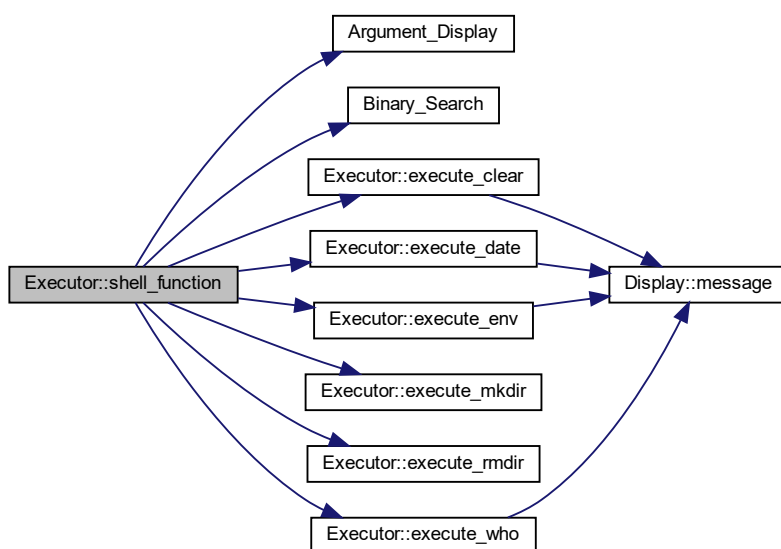 Argument_Display
Binary_Search
Executor::execute_clear
Executor::execute_date
Executor::shell_function
Display::message
Executor::execute_env
Executor::execute_mkdir
Executor::execute_rmdir
Executor::execute_who